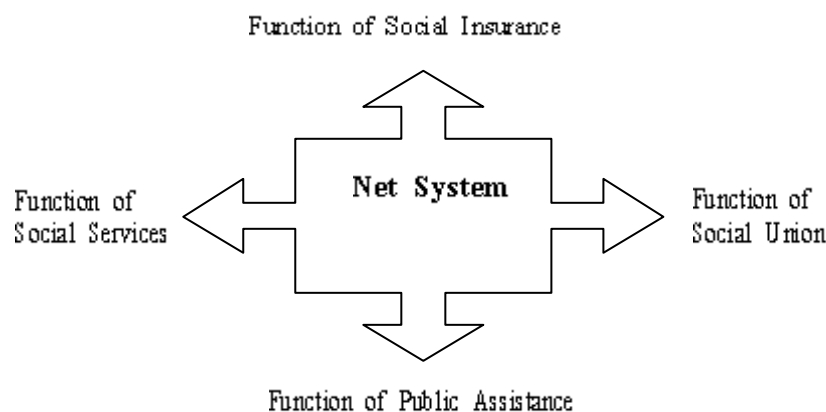 Function of Social Insurance
Net System
Function of
Social Services
Function of
Social Union
Function of Public Assistance